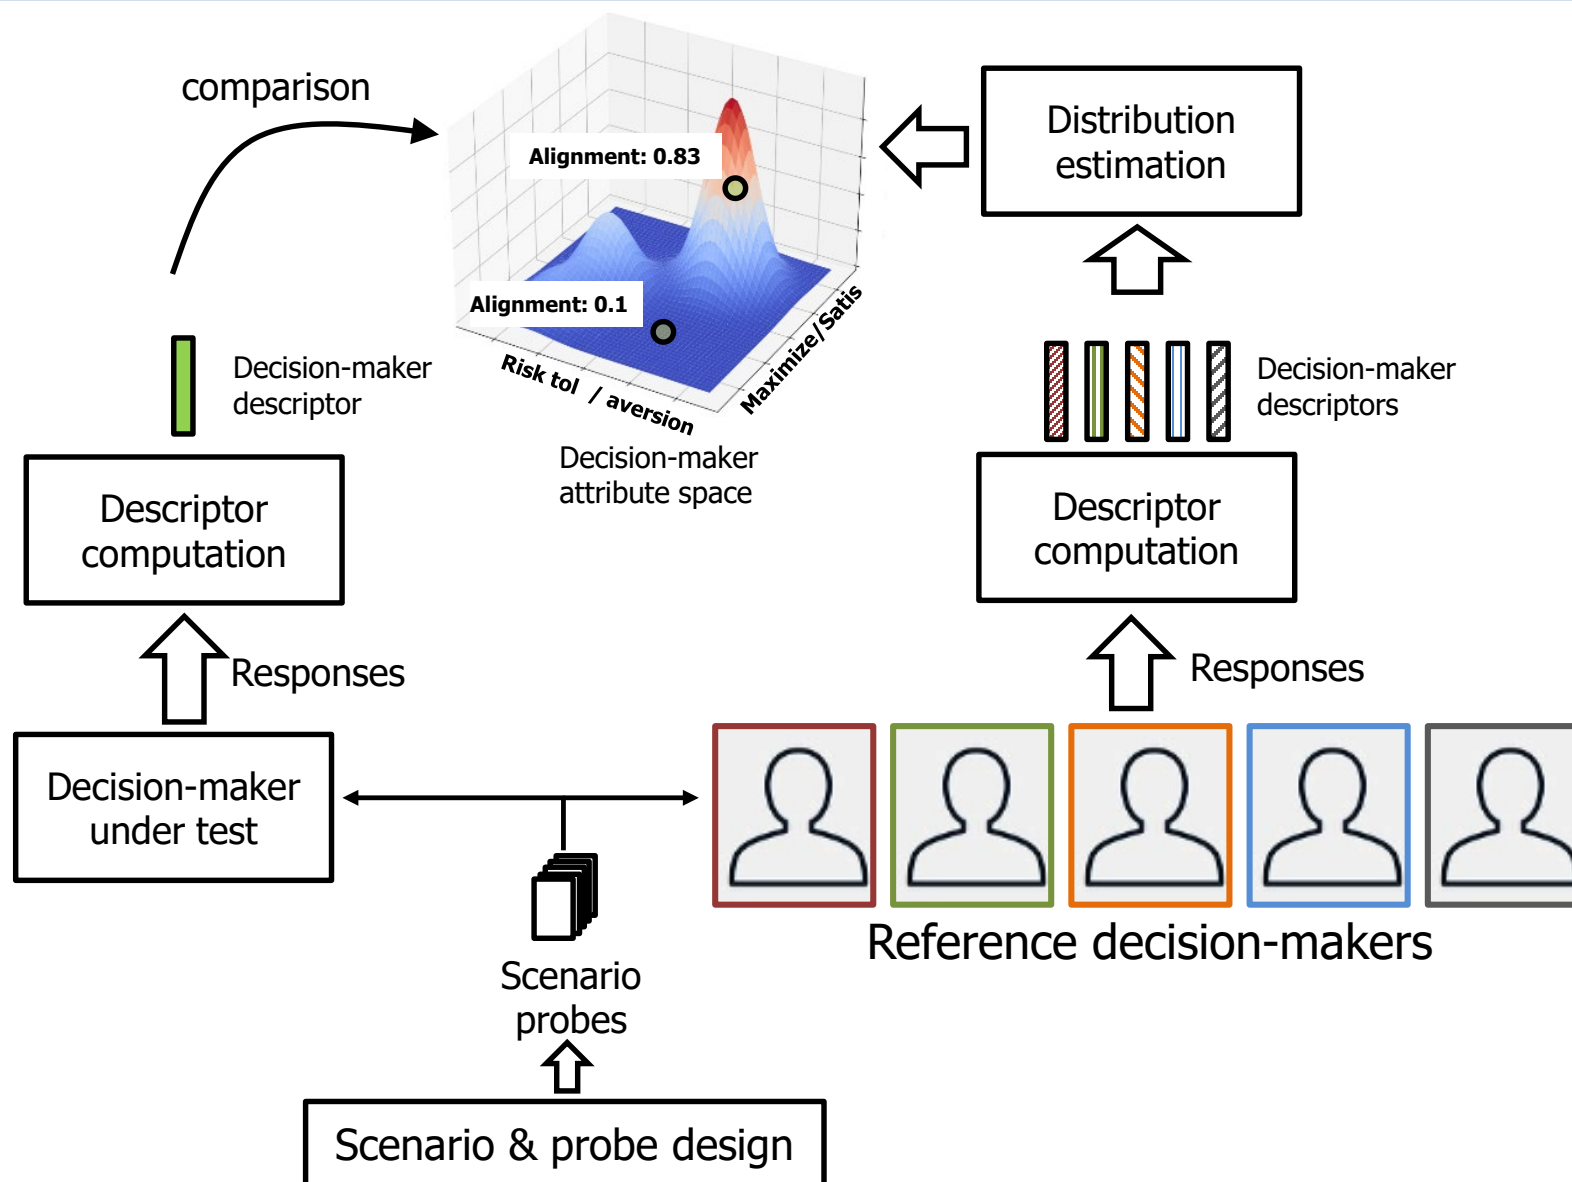 comparison
Alignment: 0.83
Alignment: 0.1
Risk tol / aversion
Maximize/Satis
Decision-maker
attribute space
Distribution
estimation
Decision-maker
descriptor
Decision-maker
descriptors
Descriptor
computation
Descriptor
computation
Responses
Responses
Decision-maker
under test
Reference decision-makers
Scenario
probes
Scenario & probe design